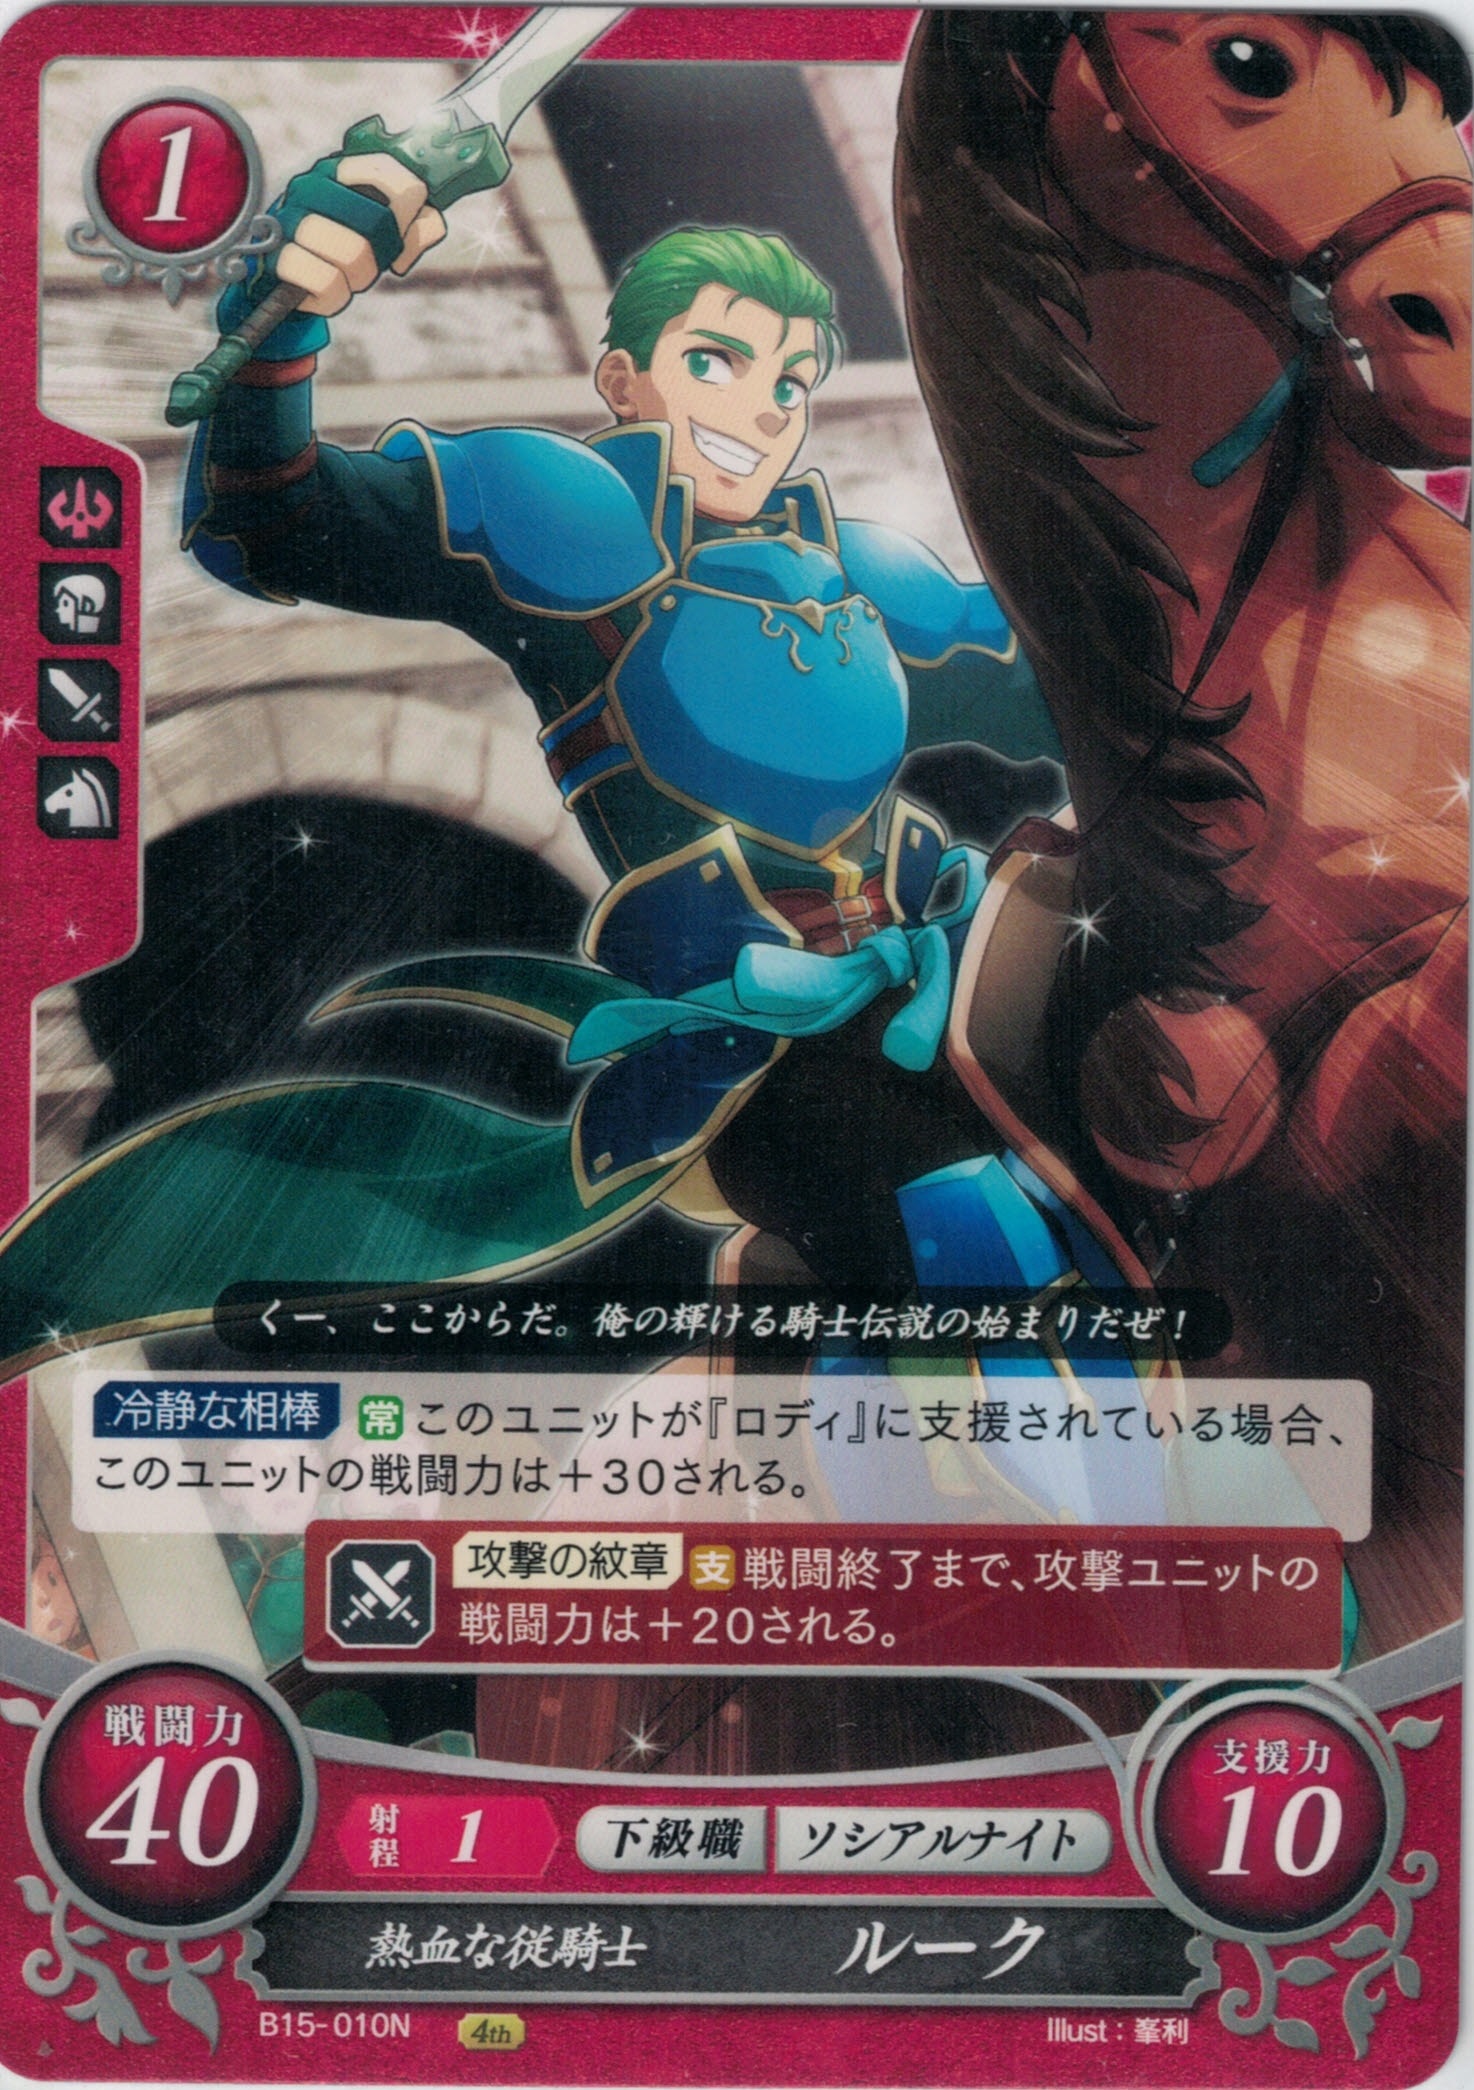 1
くー、ここからだ。俺の輝ける騎士伝説の始まりだぜ！
冷静な相棒 常 このユニットが『ロディ』に支援されている場合、
このユニットの戦闘力は＋30される。
攻撃の紋章 支 戦闘終了まで、攻撃ユニットの
戦闘力は＋20される。
戦闘力
40
射程 1
下級職 ソシアルナイト
支援力
10
熱血な従騎士 ルーク
B15-010N 4th Illust：峯利